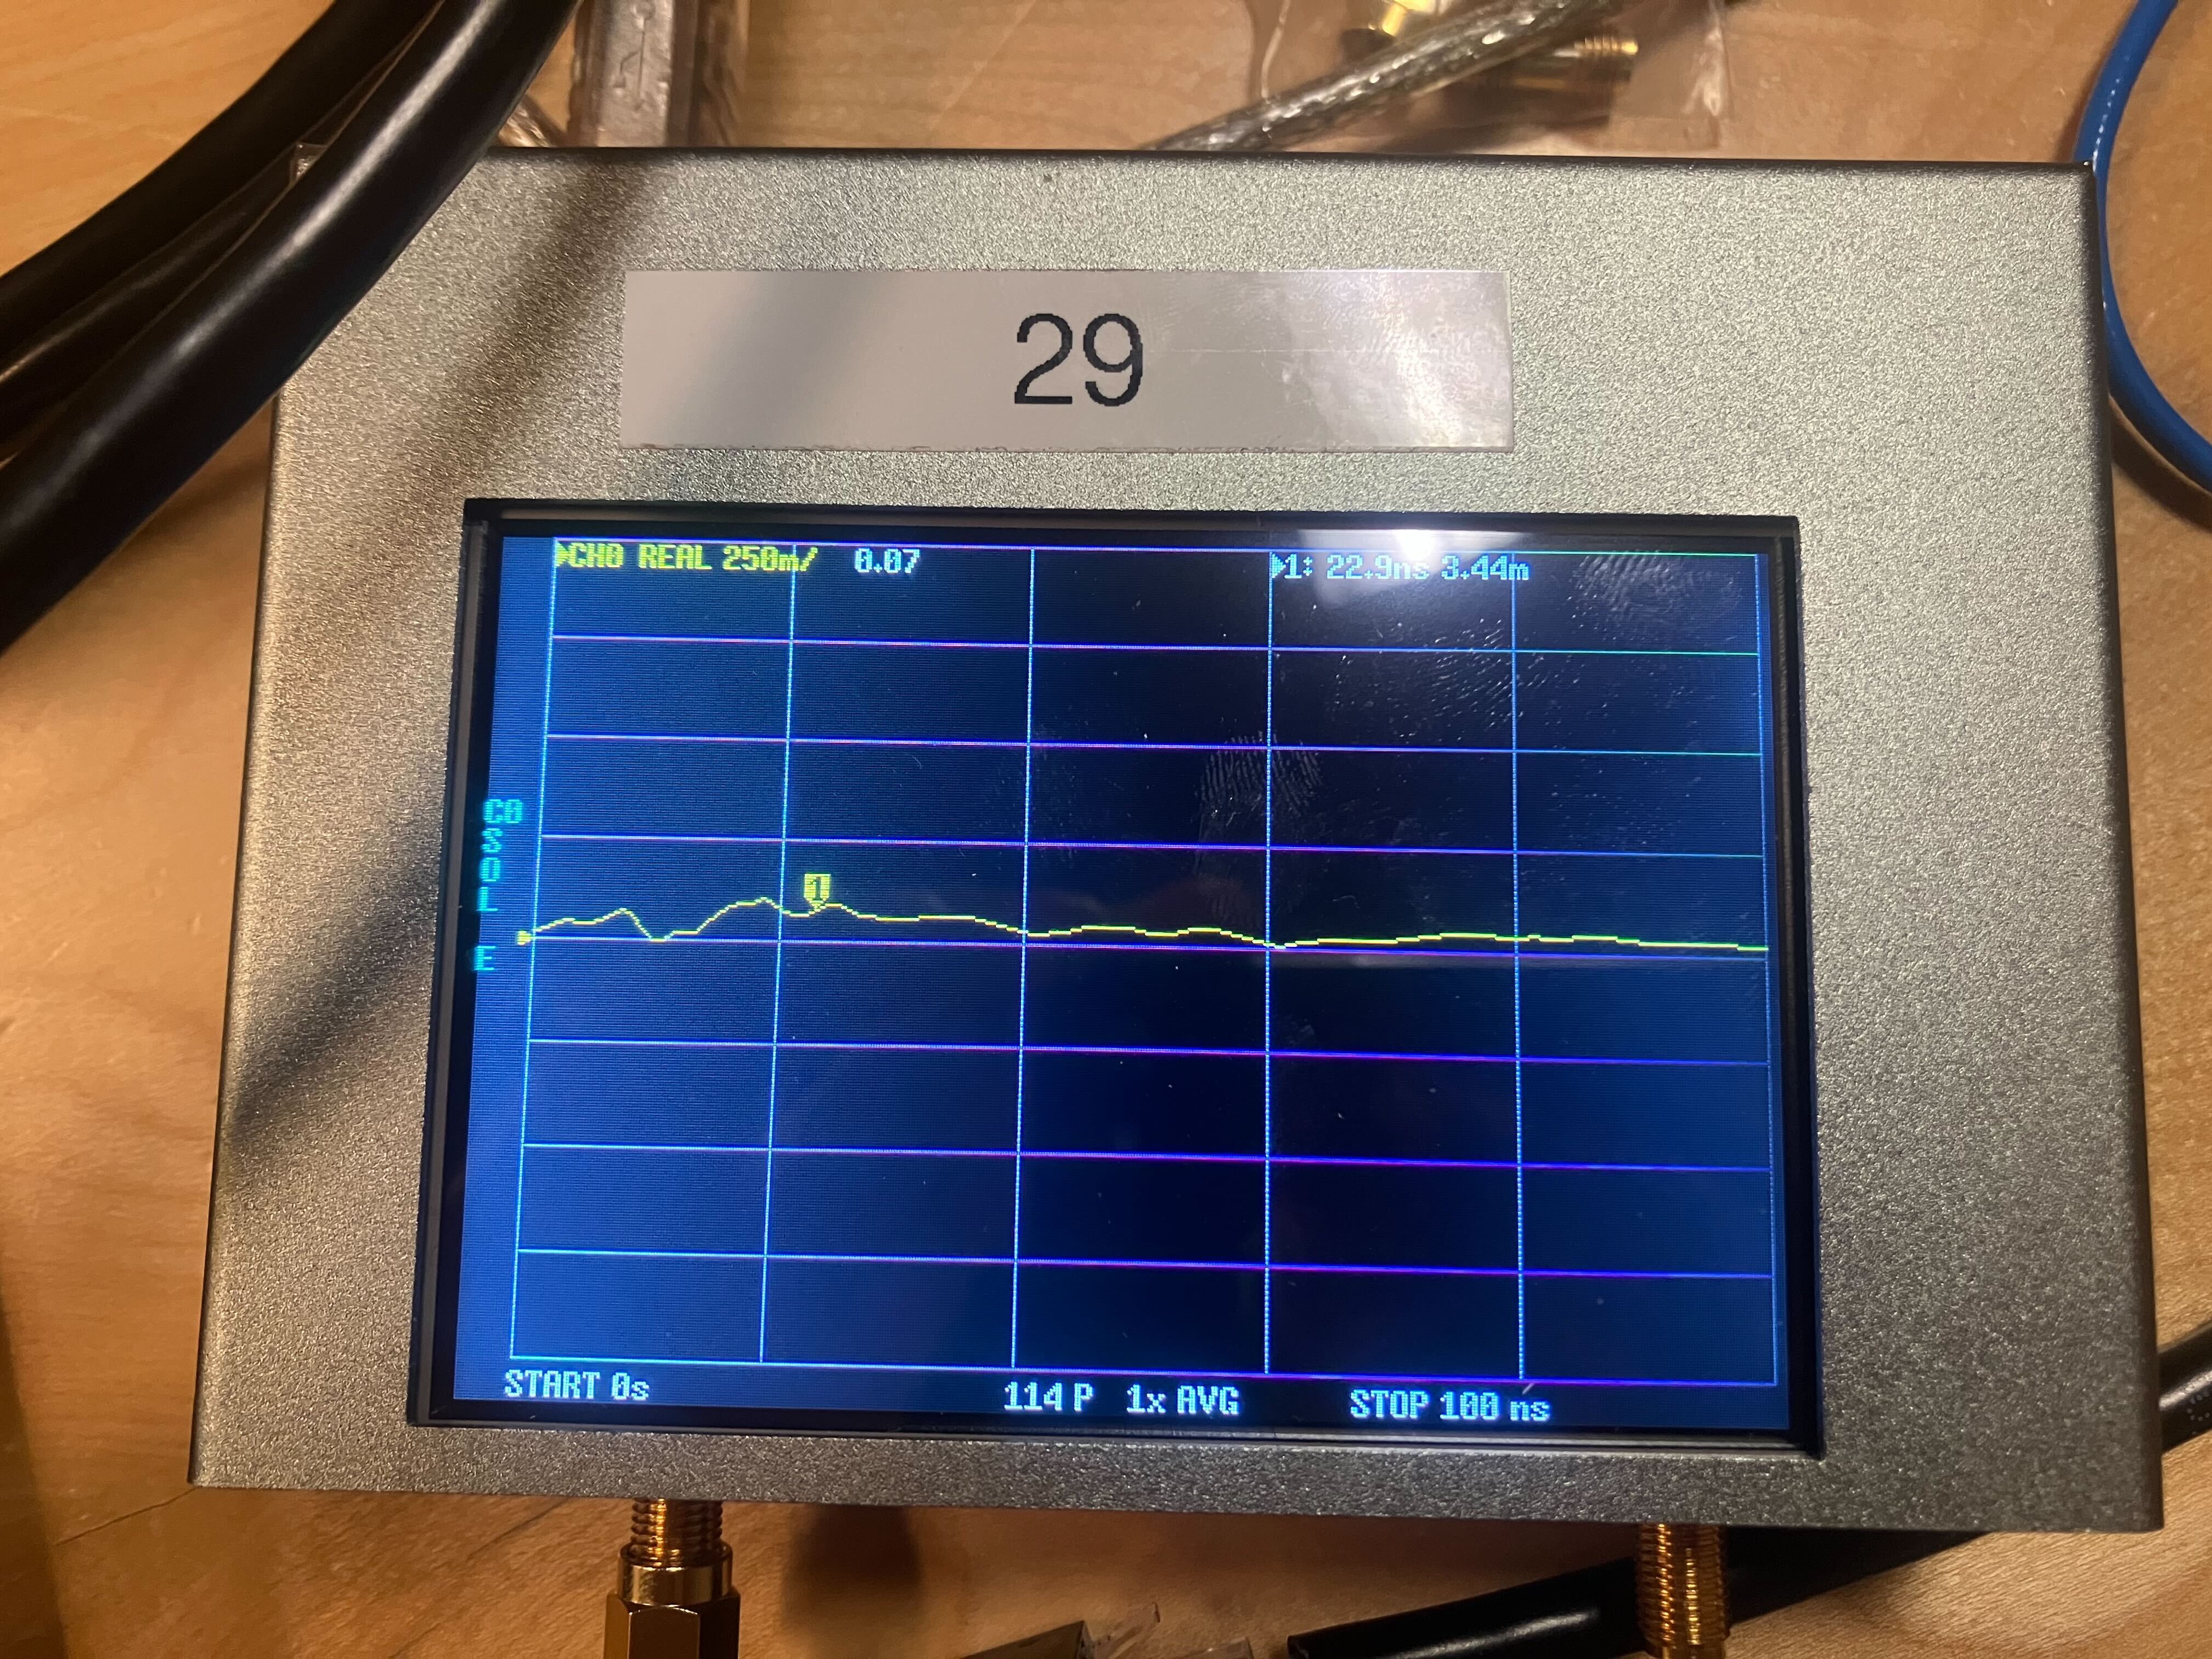 29
CH0 REAL 250m/ 0.07
1: 22.9ns 3.44m
C0
S
O
L
E
1
START 0s 114 P 1x AVG STOP 100 ns